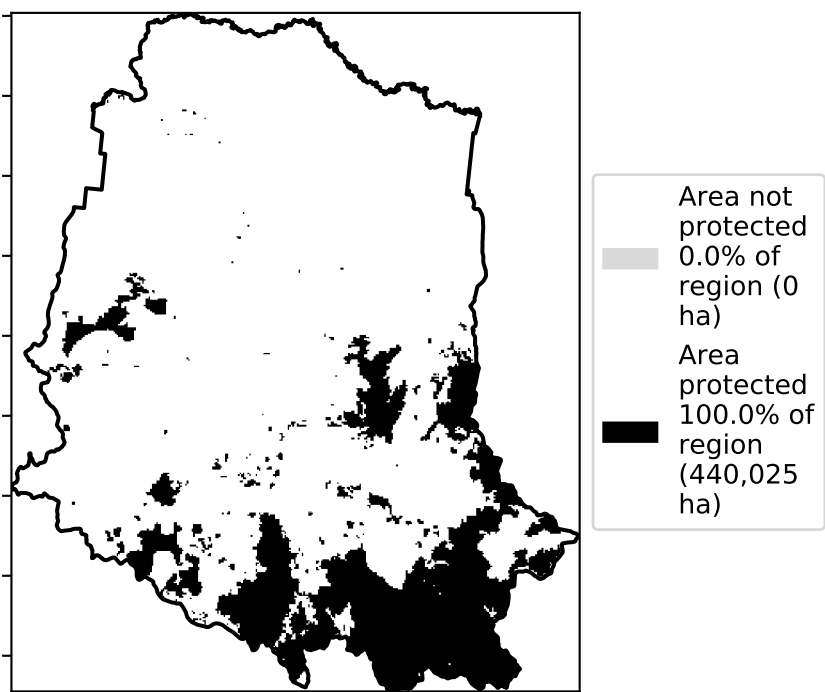 Area not
protected
0.0% of
region (0
ha)
Area
protected
100.0% of
region
(440,025
ha)